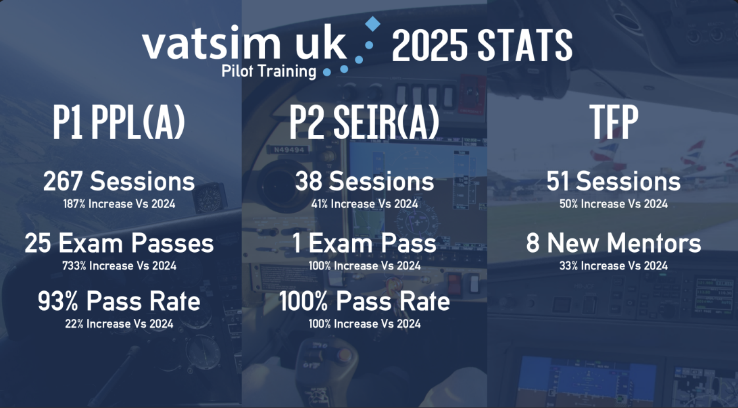 vatsim uk 2025 STATS
Pilot Training
P1 PPL(A)
267 Sessions
187% Increase Vs 2024
25 Exam Passes
733% Increase Vs 2024
93% Pass Rate
22% Increase Vs 2024
P2 SEIR(A)
38 Sessions
41% Increase Vs 2024
1 Exam Pass
100% Increase Vs 2024
100% Pass Rate
100% Increase Vs 2024
TFP
51 Sessions
50% Increase Vs 2024
8 New Mentors
33% Increase Vs 2024